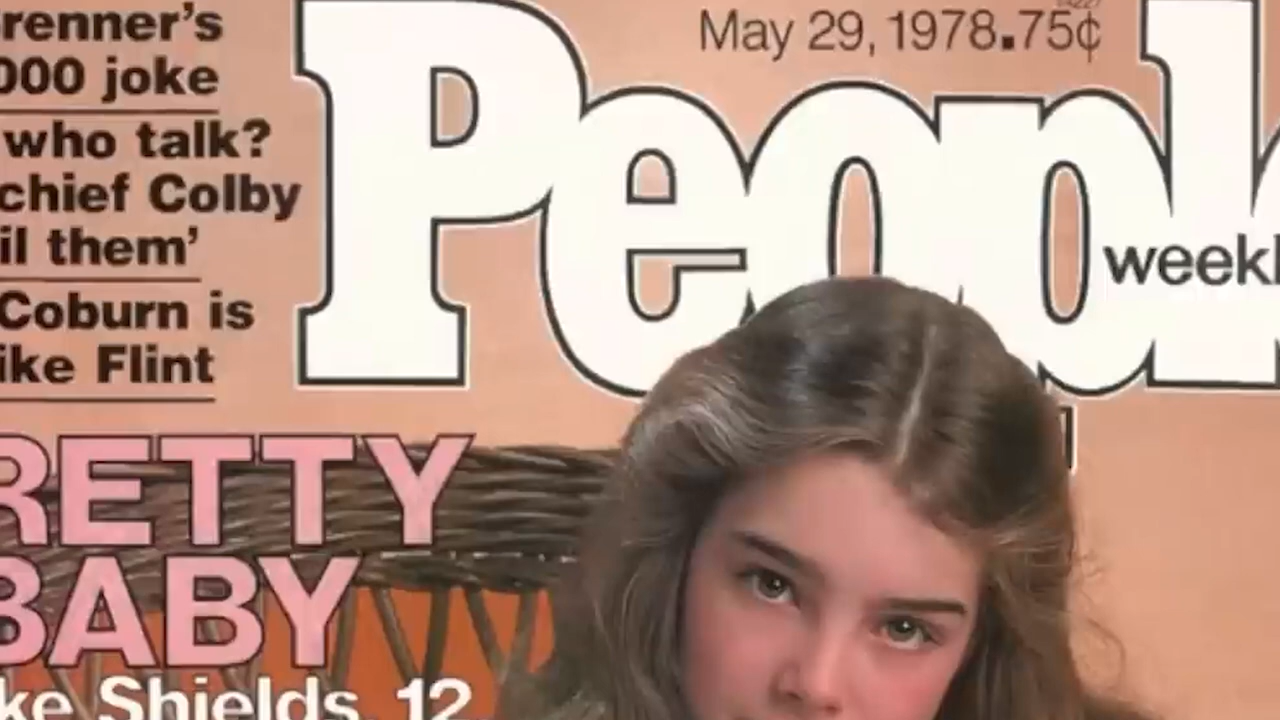 renner's
000 joke
who talk?
chief Colby
il them'
Coburn is
ike Flint
May 29, 1978.75¢
People
weekl
RETTY
BABY
ke Shields, 12,